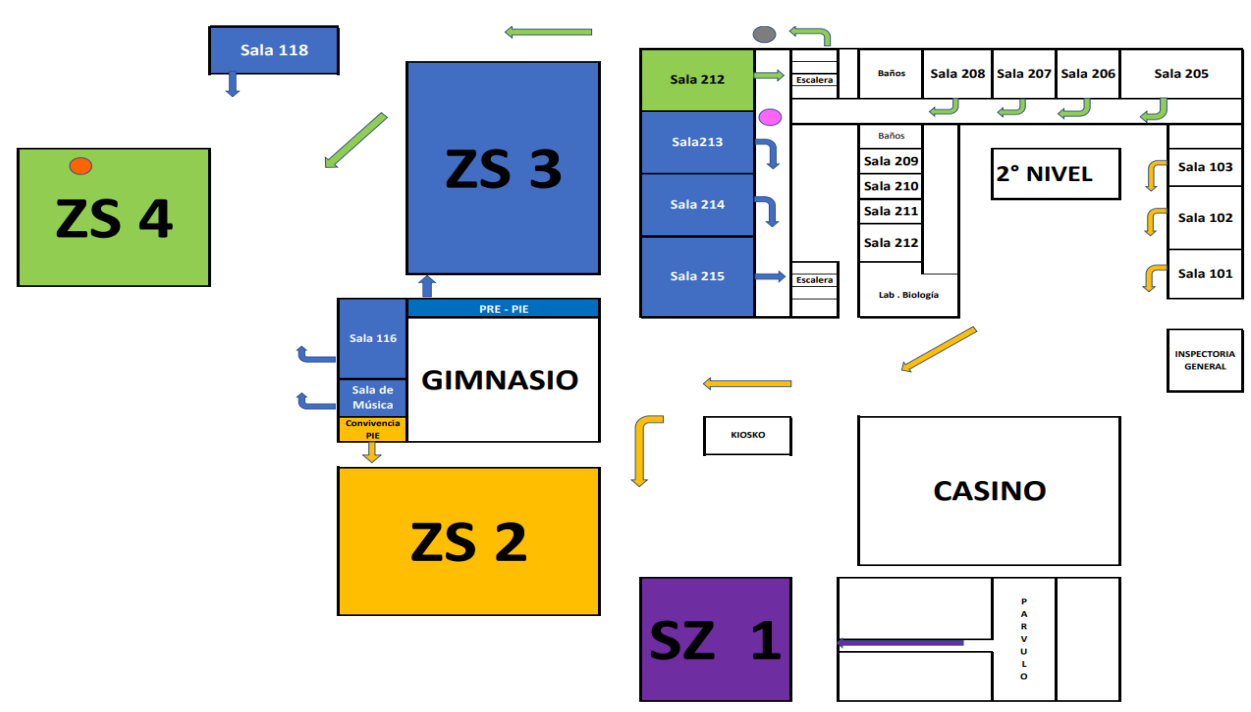 Sala 118
Sala 212
Escalera
Baños
Sala 208
Sala 207
Sala 206
Sala 205
ZS 3
Sala213
Baños
Sala 209
Sala 210
Sala 211
Sala 212
2° NIVEL
Sala 103
Sala 102
Sala 101
ZS 4
Sala 214
Sala 215
Escalera
Lab . Biología
PRE - PIE
Sala 116
GIMNASIO
Sala de
Música
Convivencia
PIE
INSPECTORIA
GENERAL
KIOSKO
CASINO
ZS 2
SZ 1
P
A
R
V
U
L
O